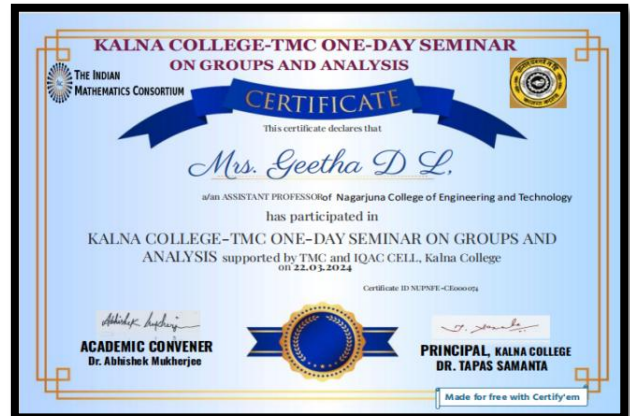 KALNA COLLEGE-TMC ONE-DAY SEMINAR
ON GROUPS AND ANALYSIS
THE INDIAN
MATHEMATICS CONSORTIUM
CERTIFICATE
This certificate declares that
Mrs. Geetha D L,
a/an ASSISTANT PROFESSORof Nagarjuna College of Engineering and Technology
has participated in
KALNA COLLEGE-TMC ONE-DAY SEMINAR ON GROUPS AND
ANALYSIS supported by TMC and IQAC CELL, Kalna College
on 22.03.2024
Certificate ID NUPNFE-CE000074
ACADEMIC CONVENER
Dr. Abhishek Mukherjee
PRINCIPAL, KALNA COLLEGE
DR. TAPAS SAMANTA
Made for free with Certify'em